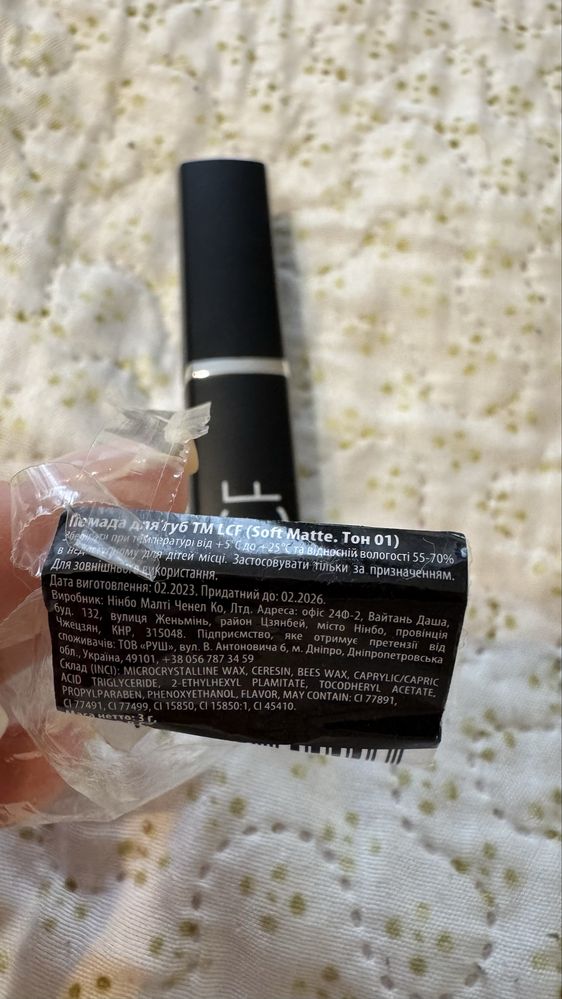 CF
Помада для губ ТМ LCF (Soft Matte. Тон 01)
Зберігати при температурі від +5°C до +25°C та відносній вологості 55-70%
в недоступному для дітей місці. Застосовувати тільки за призначенням.
Для зовнішнього використання.
Дата виготовлення: 02.2023. Придатний до: 02.2026.
Виробник: Нінбо Малті Ченел Ко, Лтд. Адреса: офіс 24Ф-2, Вайтань Даша,
буд. 132, Вулиця Женьмінь, район Цзянбей, місто Нінбо, провінція
Чжецзян, КНР, 315048. Підприємство, яке отримує претензії від
споживачів: ТОВ «РУШ», вул. В. Антоновича 6, м. Дніпро, Дніпропетровська
обл., Україна, 49101, +38 056 787 34 59
Склад (INCI): MICROCRYSTALLINE WAX, CERESIN, BEES WAX, CAPRYLIC/CAPRIC
ACID TRIGLYCERIDE, 2-ETHYLHEXYL PLAMITATE, TOCODHERYL ACETATE,
PROPYLPARABEN, PHENOXYETHANOL, FLAVOR, MAY CONTAIN: CI 77891,
CI 77491, CI 77499, CI 15850, CI 15850:1, CI 45410.
Маса нетто: 3 г.